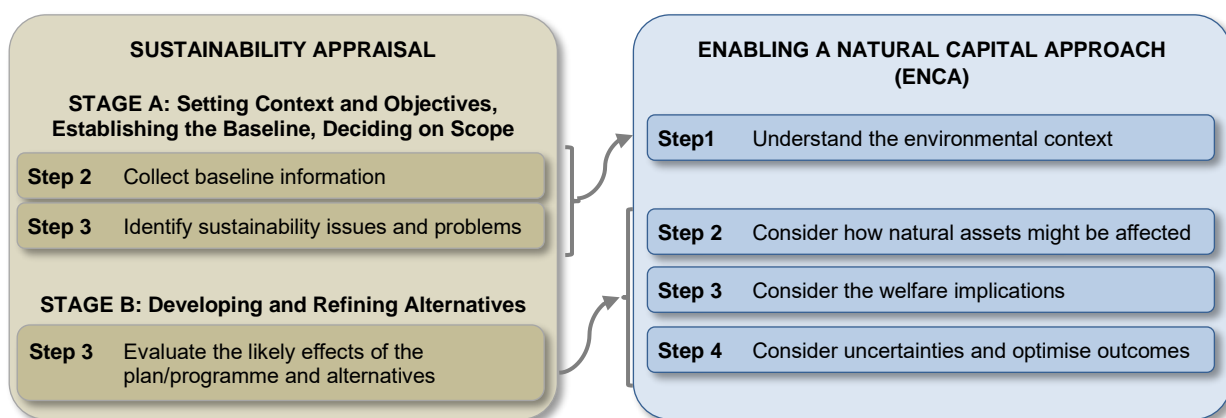 SUSTAINABILITY APPRAISAL
STAGE A: Setting Context and Objectives,
Establishing the Baseline, Deciding on Scope
Step 2 Collect baseline information
Step 3 Identify sustainability issues and problems
STAGE B: Developing and Refining Alternatives
Step 3 Evaluate the likely effects of the
plan/programme and alternatives
ENABLING A NATURAL CAPITAL APPROACH
(ENCA)
Step1 Understand the environmental context
Step 2 Consider how natural assets might be affected
Step 3 Consider the welfare implications
Step 4 Consider uncertainties and optimise outcomes